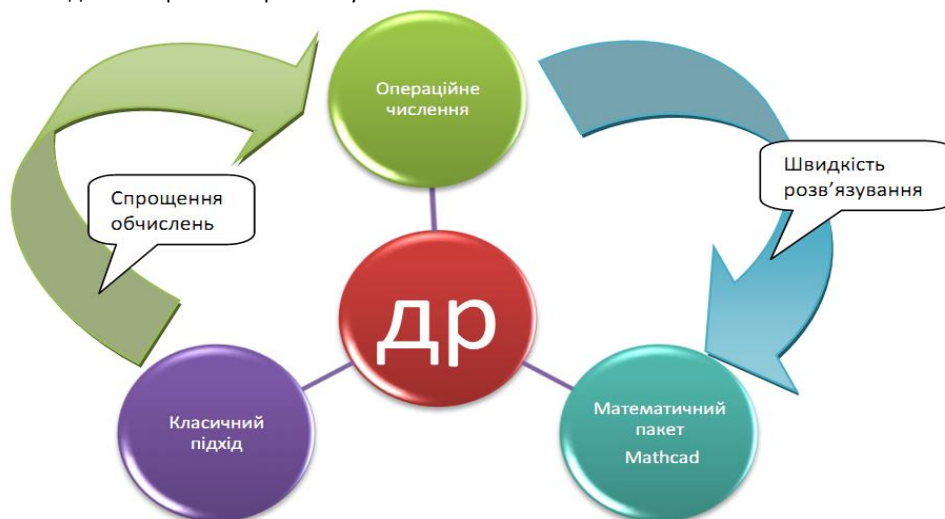 Операційне
числення
Спрощення
обчислень
Швидкість
розв’язування
др
Класичний
підхід
Математичний
пакет
Mathcad